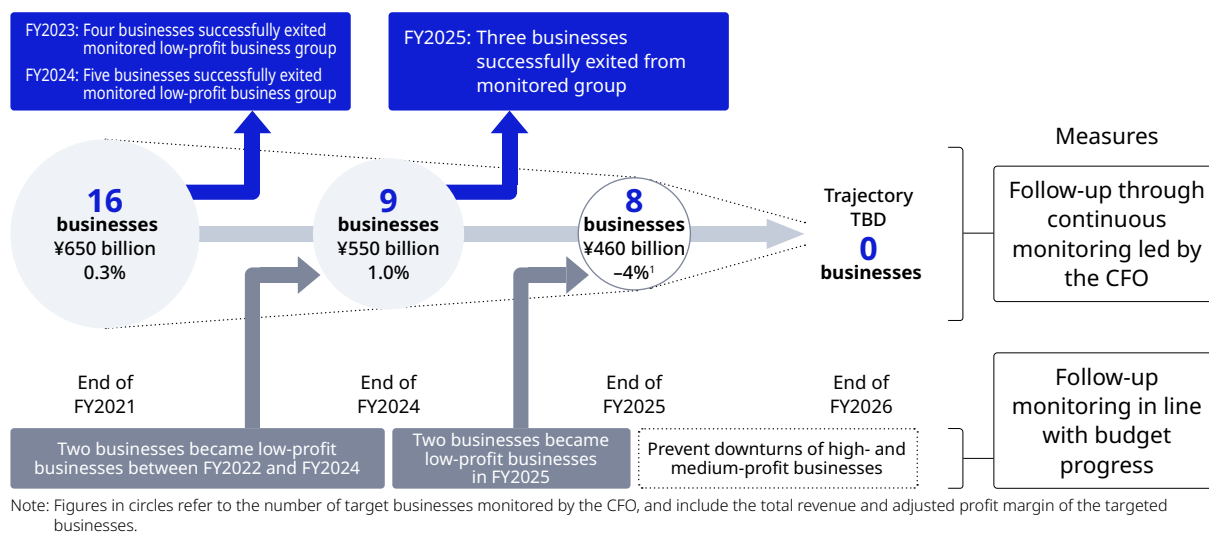 FY2023: Four businesses successfully exited
monitored low-profit business group
FY2024: Five businesses successfully exited
monitored low-profit business group
FY2025: Three businesses
successfully exited from
monitored group
16
businesses
¥650 billion
0.3%
9
businesses
¥550 billion
1.0%
8
businesses
¥460 billion
–4%¹
Trajectory
TBD
0
businesses
Measures
Follow-up through
continuous
monitoring led by
the CFO
End of
FY2021
End of
FY2024
End of
FY2025
End of
FY2026
Two businesses became low-profit
businesses between FY2022 and FY2024
Two businesses became
low-profit businesses
in FY2025
Prevent downturns of high- and
medium-profit businesses
Follow-up
monitoring in line
with budget
progress
Note: Figures in circles refer to the number of target businesses monitored by the CFO, and include the total revenue and adjusted profit margin of the targeted
businesses.